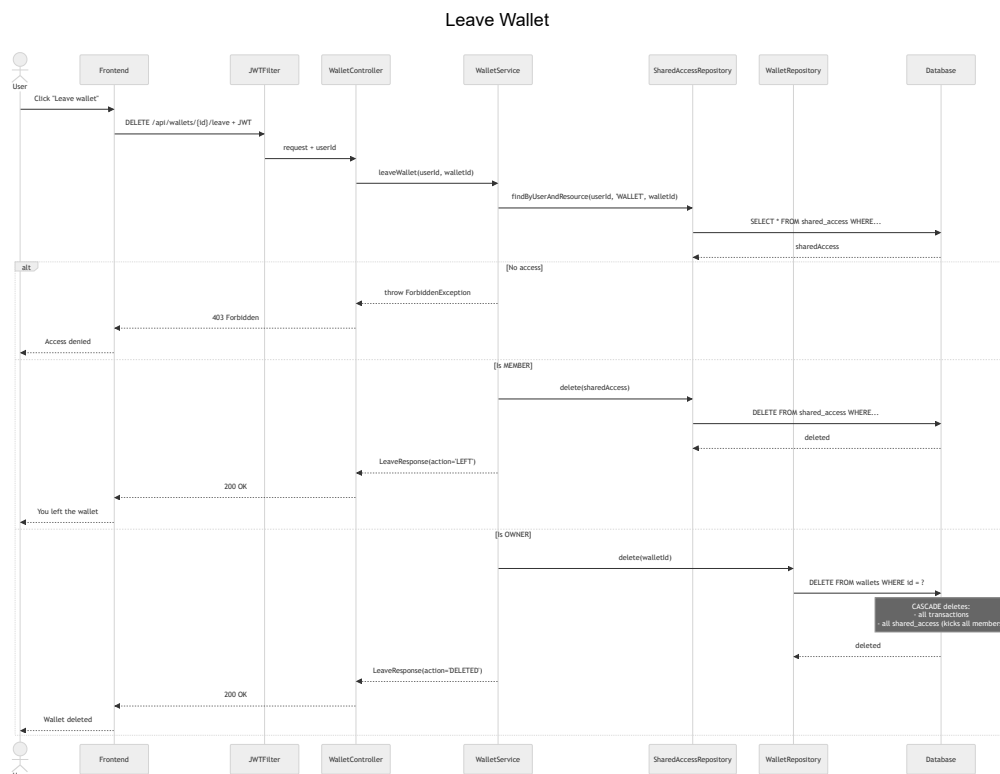 Leave Wallet
User
Frontend
JWTFilter
WalletController
WalletService
SharedAccessRepository
WalletRepository
Database
Click "Leave wallet"
DELETE /api/wallets/{id}/leave + JWT
request + userId
leaveWallet(userId, walletId)
findByUserAndResource(userId, 'WALLET', walletId)
SELECT * FROM shared_access WHERE...
sharedAccess
alt
[No access]
throw ForbiddenException
403 Forbidden
Access denied
[Is MEMBER]
delete(sharedAccess)
DELETE FROM shared_access WHERE...
deleted
LeaveResponse(action='LEFT')
200 OK
You left the wallet
[Is OWNER]
delete(walletId)
DELETE FROM wallets WHERE id = ?
CASCADE deletes:
- all transactions
- all shared_access (kicks all members
deleted
LeaveResponse(action='DELETED')
200 OK
Wallet deleted
Frontend
JWTFilter
WalletController
WalletService
SharedAccessRepository
WalletRepository
Database